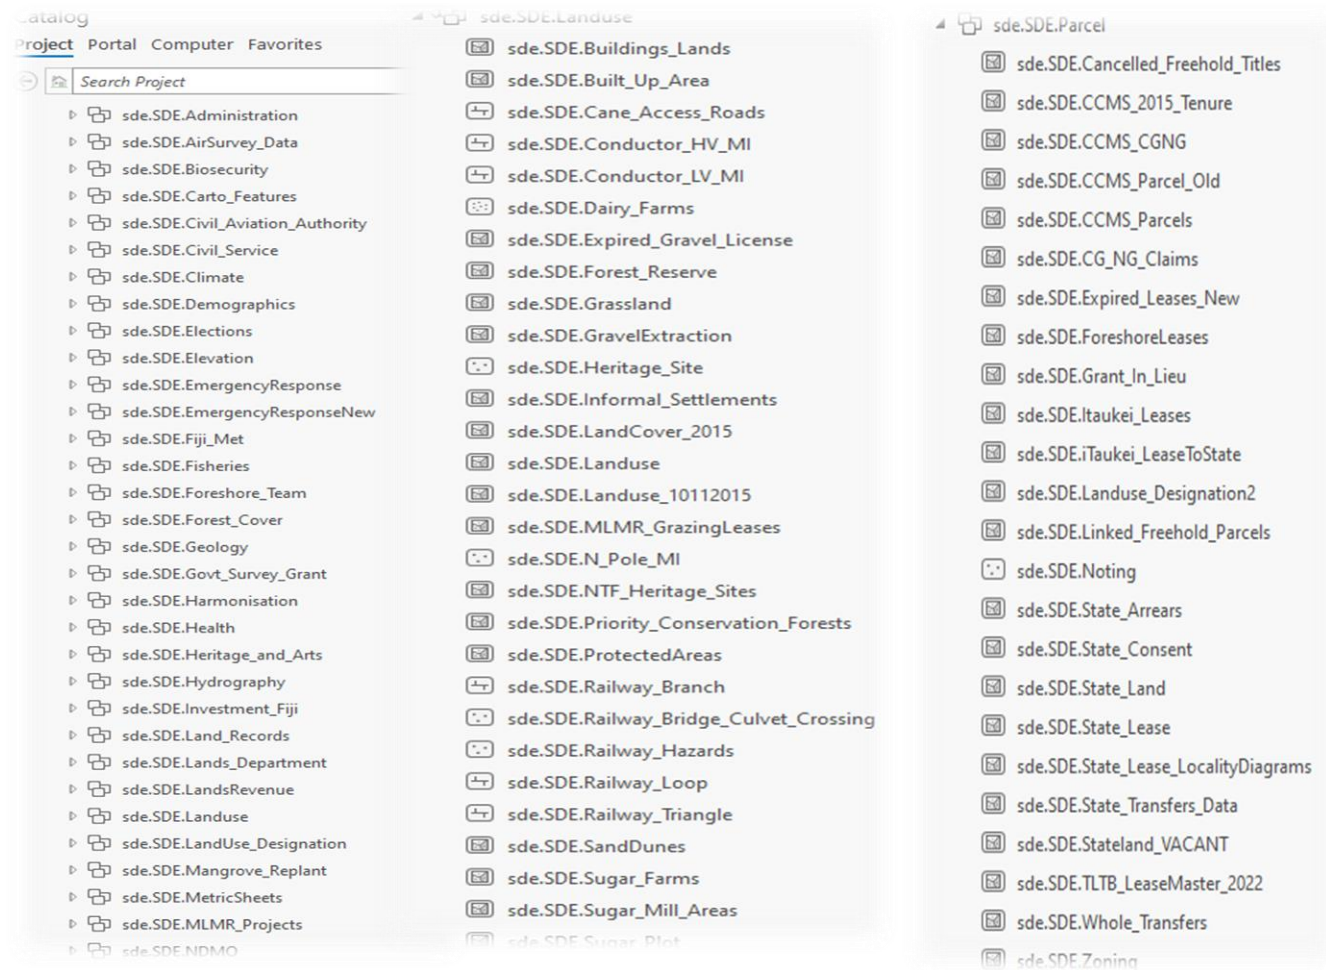 Catalog
Project Portal Computer Favorites
Search Project
sde.SDE.Administration
sde.SDE.AirSurvey_Data
sde.SDE.Biosecurity
sde.SDE.Carto_Features
sde.SDE.Civil_Aviation_Authority
sde.SDE.Civil_Service
sde.SDE.Climate
sde.SDE.Demographics
sde.SDE.Elections
sde.SDE.Elevation
sde.SDE.EmergencyResponse
sde.SDE.EmergencyResponseNew
sde.SDE.Fiji_Met
sde.SDE.Fisheries
sde.SDE.Foreshore_Team
sde.SDE.Forest_Cover
sde.SDE.Geology
sde.SDE.Govt_Survey_Grant
sde.SDE.Harmonisation
sde.SDE.Health
sde.SDE.Heritage_and_Arts
sde.SDE.Hydrography
sde.SDE.Investment_Fiji
sde.SDE.Land_Records
sde.SDE.Lands_Department
sde.SDE.LandsRevenue
sde.SDE.Landuse
sde.SDE.LandUse_Designation
sde.SDE.Mangrove_Replant
sde.SDE.MetricSheets
sde.SDE.MLMR_Projects
sde.SDE.NDMO
sde.SDE.Landuse
sde.SDE.Buildings_Lands
sde.SDE.Built_Up_Area
sde.SDE.Cane_Access_Roads
sde.SDE.Conductor_HV_MI
sde.SDE.Conductor_LV_MI
sde.SDE.Dairy_Farms
sde.SDE.Expired_Gravel_License
sde.SDE.Forest_Reserve
sde.SDE.Grassland
sde.SDE.GravelExtraction
sde.SDE.Heritage_Site
sde.SDE.Informal_Settlements
sde.SDE.LandCover_2015
sde.SDE.Landuse
sde.SDE.Landuse_10112015
sde.SDE.MLMR_GrazingLeases
sde.SDE.N_Pole_MI
sde.SDE.NTF_Heritage_Sites
sde.SDE.Priority_Conservation_Forests
sde.SDE.ProtectedAreas
sde.SDE.Railway_Branch
sde.SDE.Railway_Bridge_Culvet_Crossing
sde.SDE.Railway_Hazards
sde.SDE.Railway_Loop
sde.SDE.Railway_Triangle
sde.SDE.SandDunes
sde.SDE.Sugar_Farms
sde.SDE.Sugar_Mill_Areas
sde.SDE.Sugar_Plot
sde.SDE.Parcel
sde.SDE.Cancelled_Freehold_Titles
sde.SDE.CCMS_2015_Tenure
sde.SDE.CCMS_CGNG
sde.SDE.CCMS_Parcel_Old
sde.SDE.CCMS_Parcels
sde.SDE.CG_NG_Claims
sde.SDE.Expired_Leases_New
sde.SDE.ForeshoreLeases
sde.SDE.Grant_In_Lieu
sde.SDE.Itaukei_Leases
sde.SDE.iTaukei_LeaseToState
sde.SDE.Landuse_Designation2
sde.SDE.Linked_Freehold_Parcels
sde.SDE.Noting
sde.SDE.State_Arrears
sde.SDE.State_Consent
sde.SDE.State_Land
sde.SDE.State_Lease
sde.SDE.State_Lease_LocalityDiagrams
sde.SDE.State_Transfers_Data
sde.SDE.Stateland_VACANT
sde.SDE.TLTB_LeaseMaster_2022
sde.SDE.Whole_Transfers
sde.SDE.Zoning